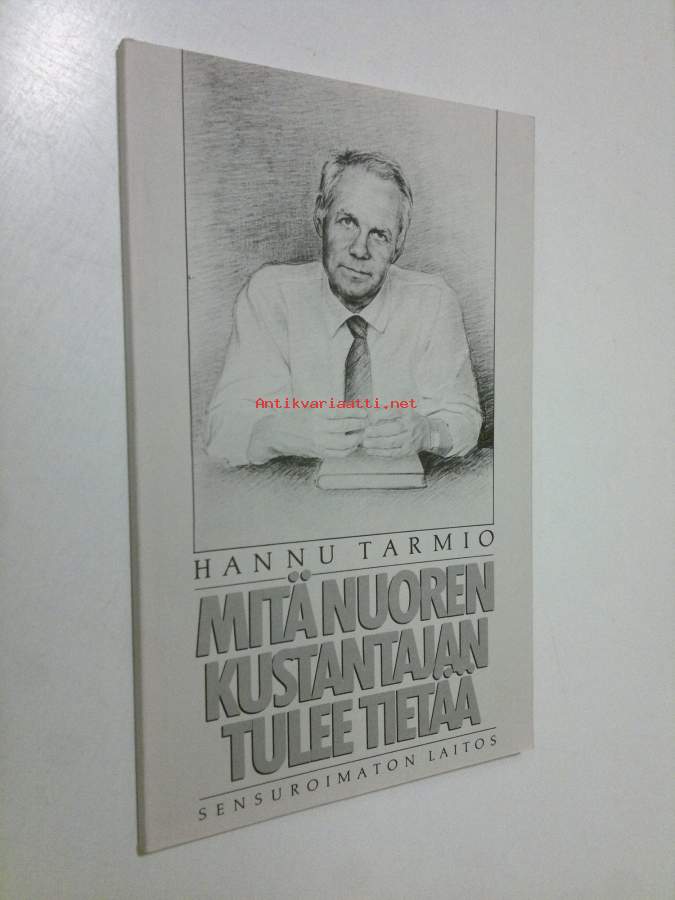 Antikvariaatti.net
HANNU TARMIO
MITÄ NUOREN
KUSTANTAJAN
TULEE TIETÄÄ
SENSUROIMATON LAITOS